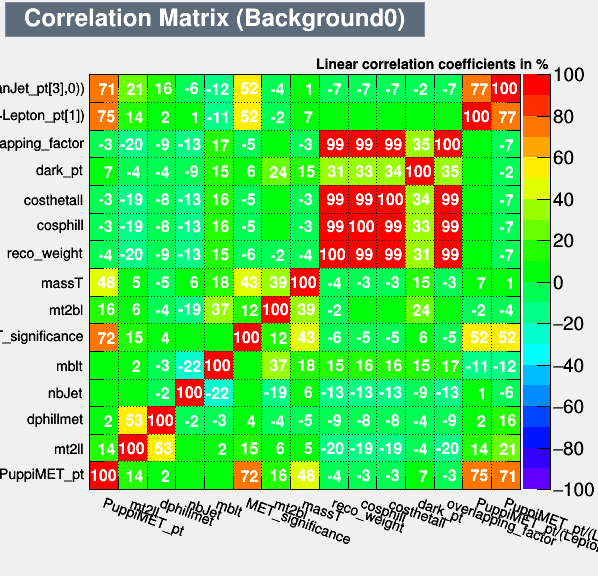 Correlation Matrix (Background0)
Linear correlation coefficients in %
anJet_pt[3],0)) 71 21 16 -6 -12 52 -4 1 -7 -7 -7 -2 -7 77 100
-Lepton_pt[1]) 75 14 2 1 -11 52 -2 7 100 77
apping_factor -3 -20 -9 -13 17 -5 -3 99 99 99 35 100 -7
dark_pt 7 -4 -4 -9 15 6 24 15 31 33 34 100 35 -2
costhetall -3 -19 -8 -13 16 -5 -3 99 99 100 34 99 -7
cosphill -3 -19 -8 -13 16 -5 -3 99 100 99 33 99 -7
reco_weight -4 -20 -9 -13 15 -6 -2 -4 100 99 99 31 99 -7
massT 48 5 -5 6 18 43 39 100 -4 -3 -3 15 -3 7 1
mt2bl 16 6 -4 -19 37 12 100 39 -2 24 -2 -4
T_significance 72 15 4 100 12 43 -6 -5 -5 6 -5 52 52
mblt 2 -3 -22 100 37 18 15 16 16 15 17 -11 -12
nbJet -2 100 -22 -19 6 -13 -13 -13 -9 -13 1 -6
dphillmet 2 53 100 -2 -3 4 -4 -5 -9 -8 -8 -4 -9 2 16
mt2ll 14 100 53 2 15 6 5 -20 -19 -19 -4 -20 14 21
PuppiMET_pt 100 14 2 72 16 48 -4 -3 -3 7 -3 75 71
PuppiMET_pt
mt2ll
dphillmet
nbJet
mblt
MET_significance
mt2bl
massT
reco_weight
cosphill
costhetall
dark_pt
overlapping_factor
PuppiMET_pt/(Lepto
PuppiMET_pt/(L
100
80
60
40
20
0
−20
−40
−60
−80
−100